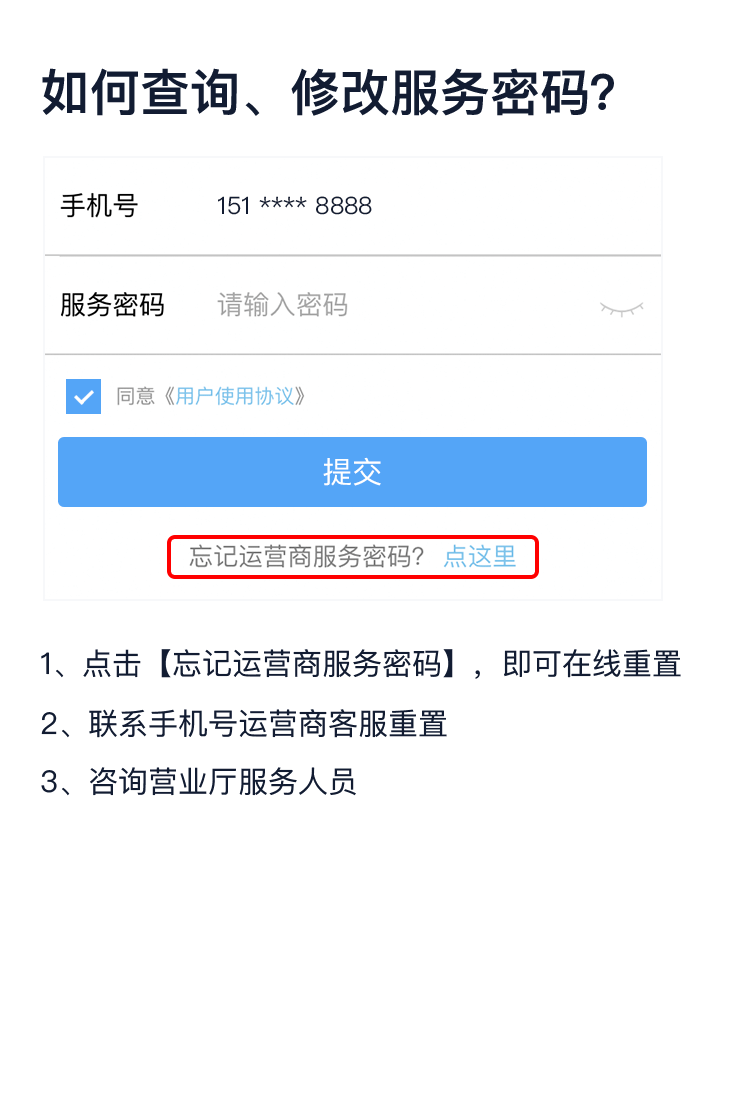 如何查询、修改服务密码?
手机号 151 **** 8888
服务密码 请输入密码
同意《用户使用协议》
提交
忘记运营商服务密码? 点这里
1、点击【忘记运营商服务密码】，即可在线重置
2、联系手机号运营商客服重置
3、咨询营业厅服务人员